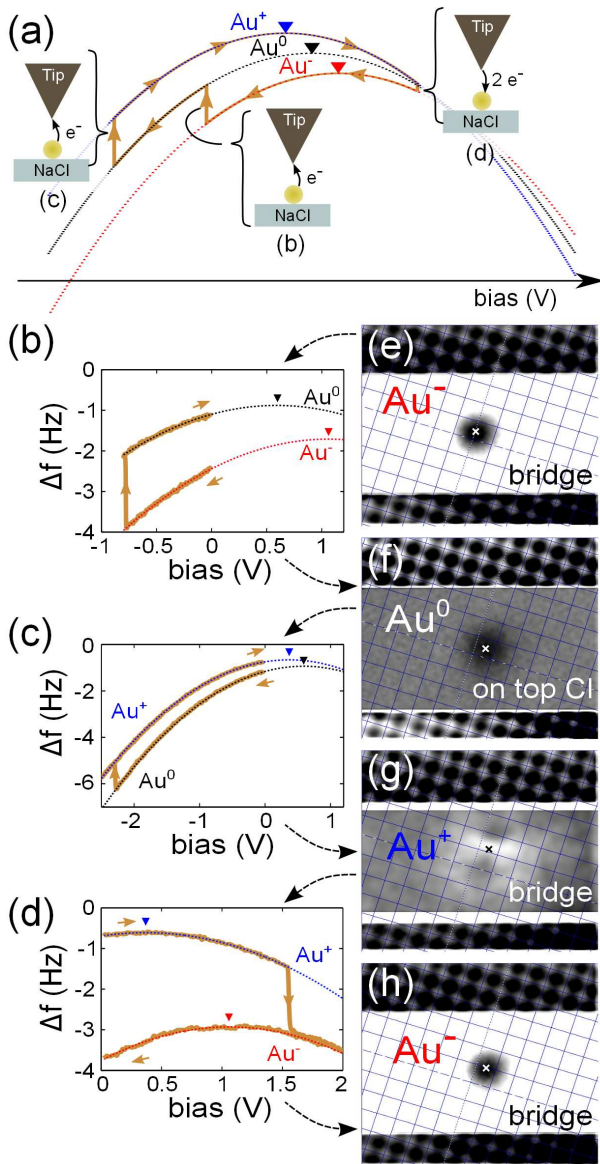 (a)
Au⁺
Au⁰
Au⁻
Tip
e⁻
NaCl
(c)
Tip
e⁻
NaCl
(b)
Tip
2 e⁻
NaCl
(d)
bias (V)
(b)
0
-1
-2
-3
-4
Δf (Hz)
Au⁰
Au⁻
-1
-0.5
0
0.5
1
bias (V)
(e)
Au⁻
bridge
(f)
Au⁰
on top Cl
(c)
0
-2
-4
-6
Δf (Hz)
Au⁺
Au⁰
-2
-1
0
1
bias (V)
(g)
Au⁺
bridge
(d)
0
-1
-2
-3
-4
Δf (Hz)
Au⁺
Au⁻
0
0.5
1
1.5
2
bias (V)
(h)
Au⁻
bridge